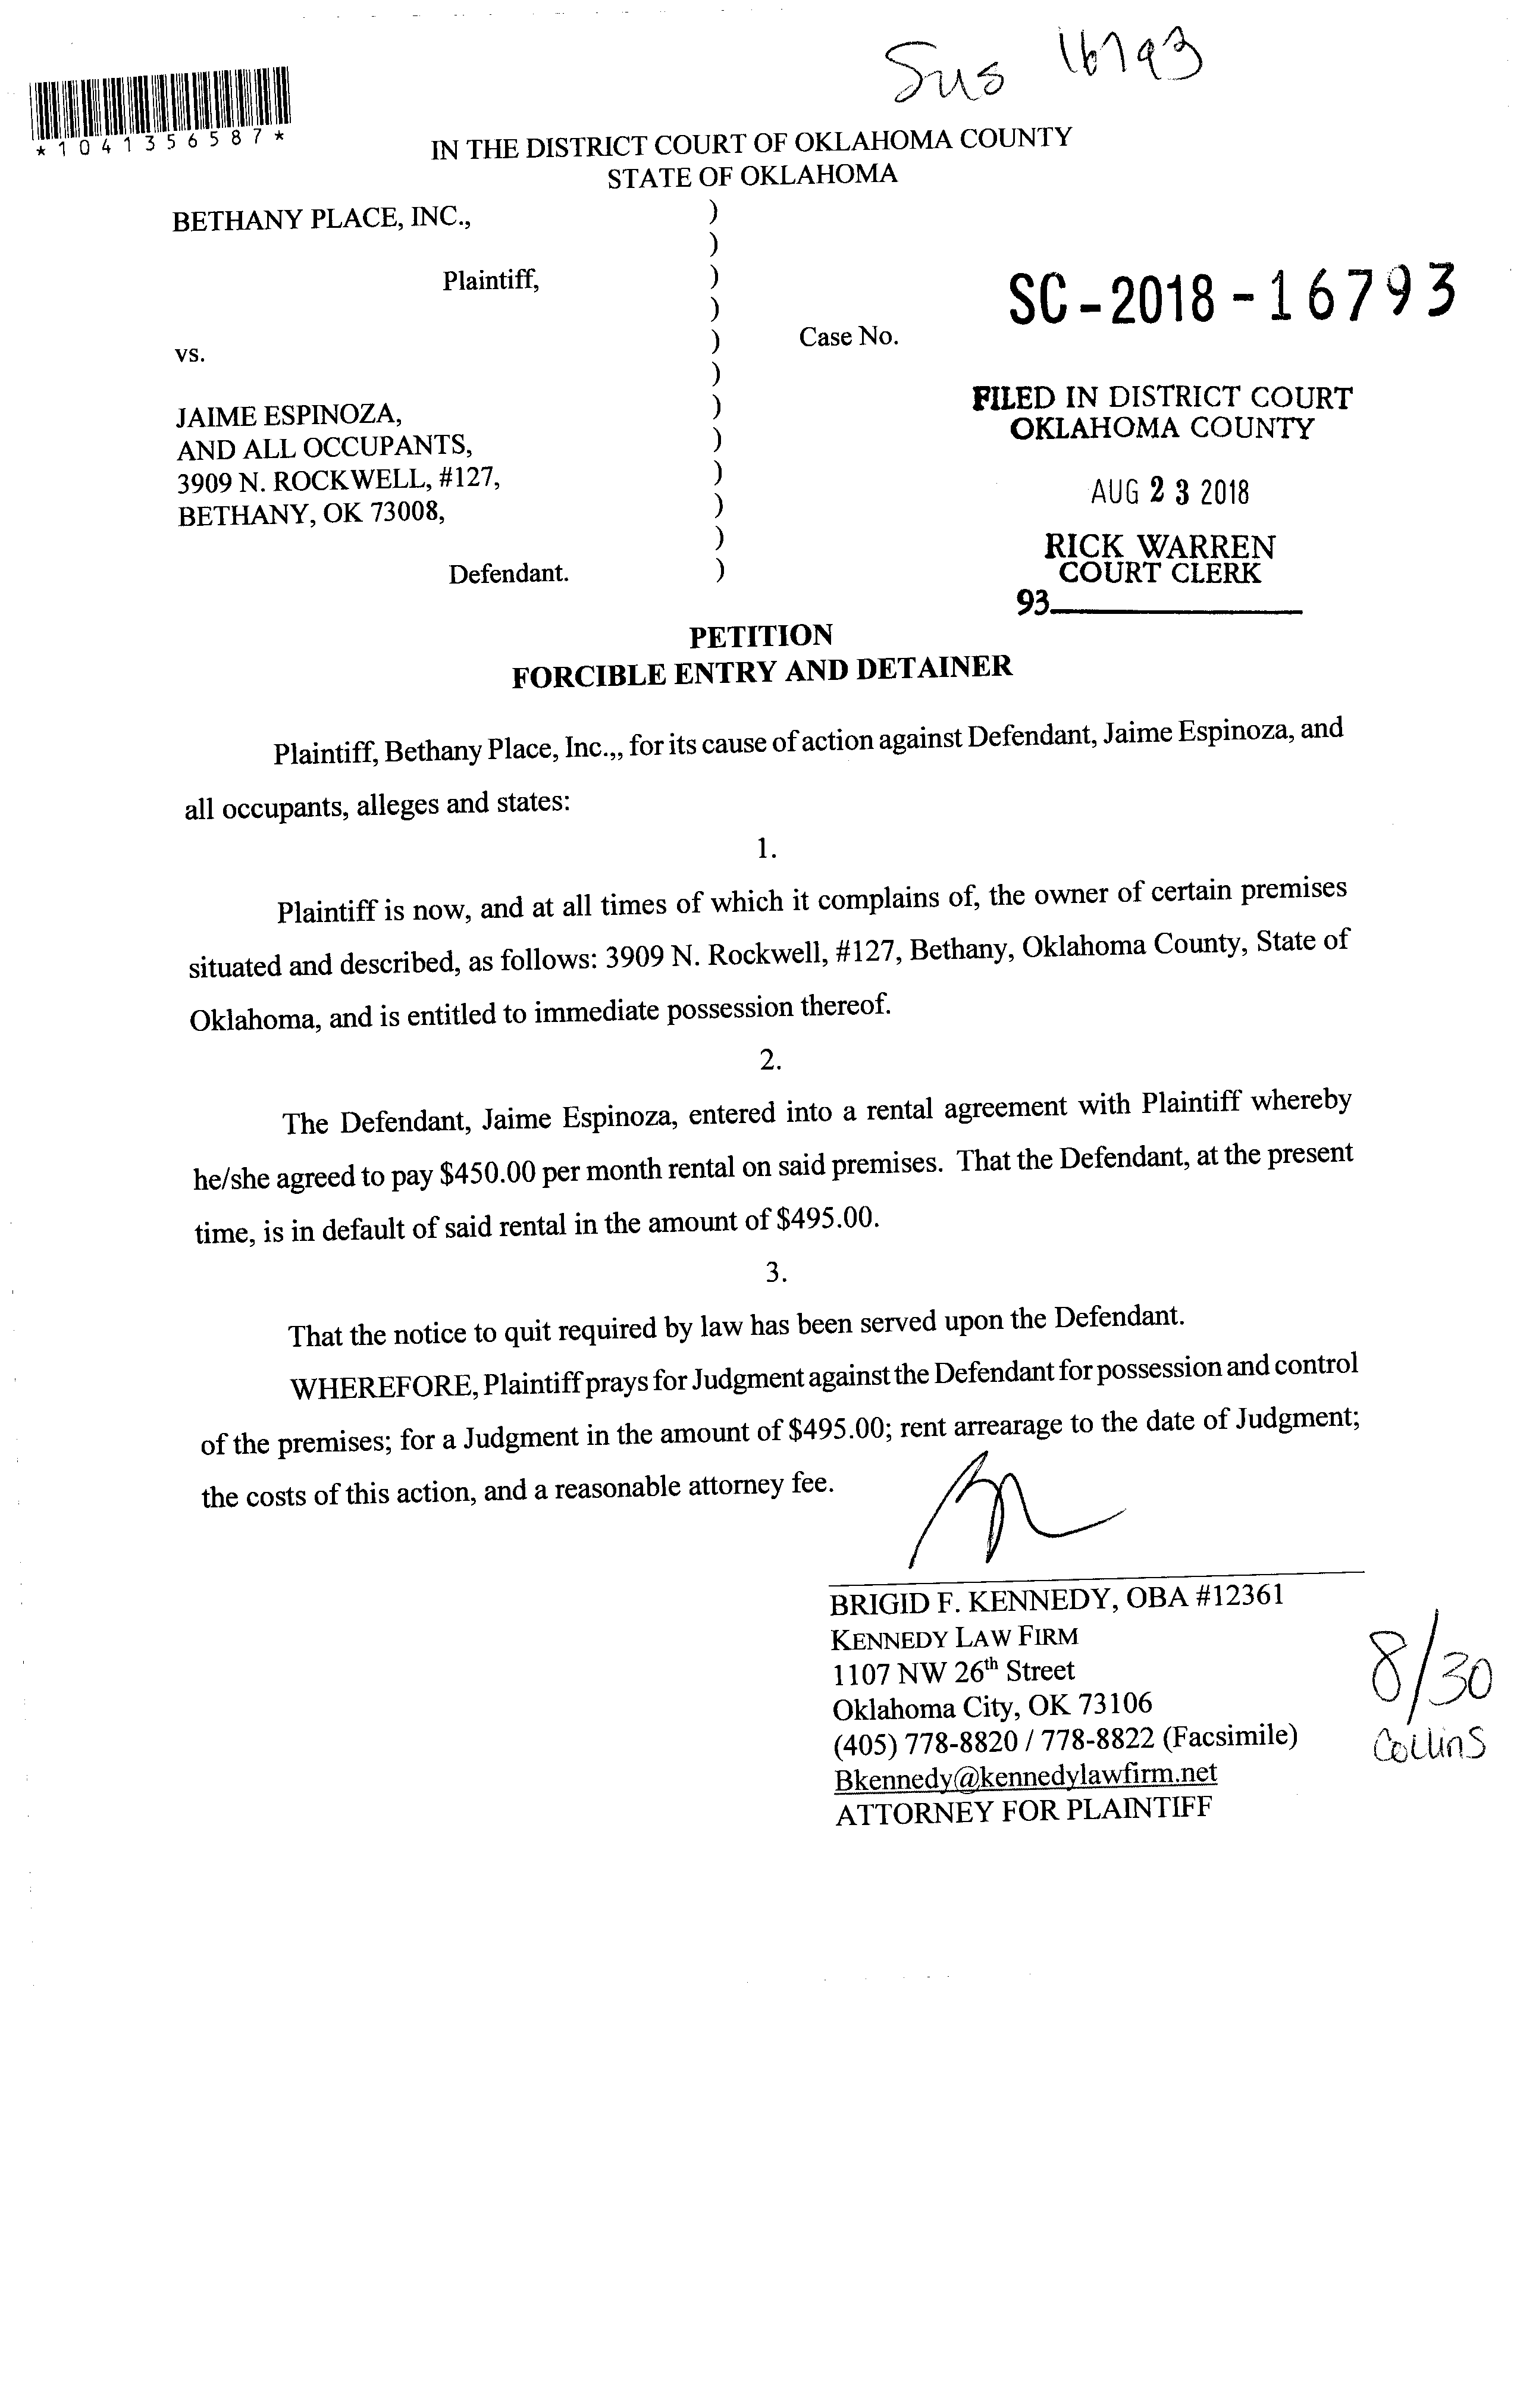 Sus 16793
*1041356587*
IN THE DISTRICT COURT OF OKLAHOMA COUNTY
STATE OF OKLAHOMA
BETHANY PLACE, INC., )
)
Plaintiff, )
)
vs. ) Case No. SC-2018-16793
)
JAIME ESPINOZA, )
AND ALL OCCUPANTS, )
3909 N. ROCKWELL, #127, )
BETHANY, OK 73008, )
)
Defendant. )
FILED IN DISTRICT COURT
OKLAHOMA COUNTY
AUG 23 2018
RICK WARREN
COURT CLERK
93
PETITION
FORCIBLE ENTRY AND DETAINER
Plaintiff, Bethany Place, Inc.,, for its cause of action against Defendant, Jaime Espinoza, and
all occupants, alleges and states:
1.
Plaintiff is now, and at all times of which it complains of, the owner of certain premises
situated and described, as follows: 3909 N. Rockwell, #127, Bethany, Oklahoma County, State of
Oklahoma, and is entitled to immediate possession thereof.
2.
The Defendant, Jaime Espinoza, entered into a rental agreement with Plaintiff whereby
he/she agreed to pay $450.00 per month rental on said premises. That the Defendant, at the present
time, is in default of said rental in the amount of $495.00.
3.
That the notice to quit required by law has been served upon the Defendant.
WHEREFORE, Plaintiff prays for Judgment against the Defendant for possession and control
of the premises; for a Judgment in the amount of $495.00; rent arrearage to the date of Judgment;
the costs of this action, and a reasonable attorney fee.
BRIGID F. KENNEDY, OBA #12361
KENNEDY LAW FIRM
1107 NW 26th Street
Oklahoma City, OK 73106
(405) 778-8820 / 778-8822 (Facsimile)
Bkennedy@kennedylawfirm.net
ATTORNEY FOR PLAINTIFF
8/30
Collins